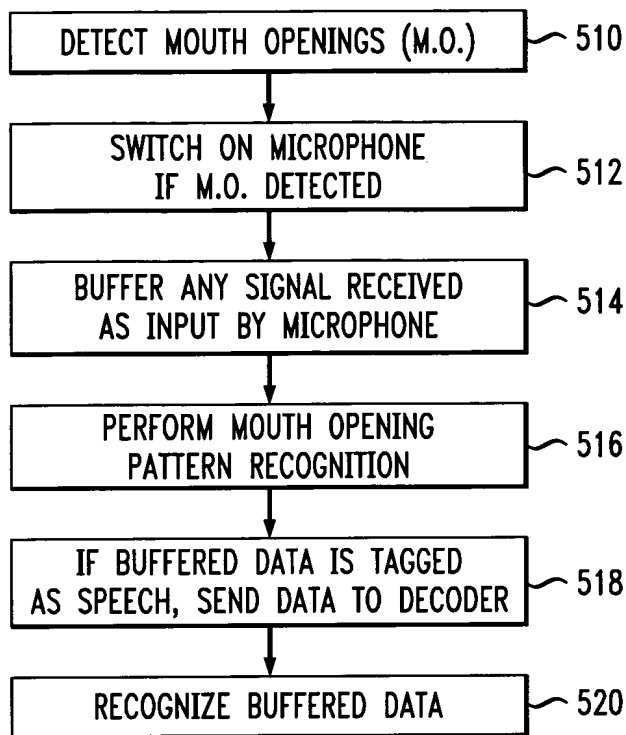 DETECT MOUTH OPENINGS (M.O.) 510
SWITCH ON MICROPHONE
IF M.O. DETECTED
512
BUFFER ANY SIGNAL RECEIVED
AS INPUT BY MICROPHONE
514
PERFORM MOUTH OPENING
PATTERN RECOGNITION
516
IF BUFFERED DATA IS TAGGED
AS SPEECH, SEND DATA TO DECODER
518
RECOGNIZE BUFFERED DATA 520